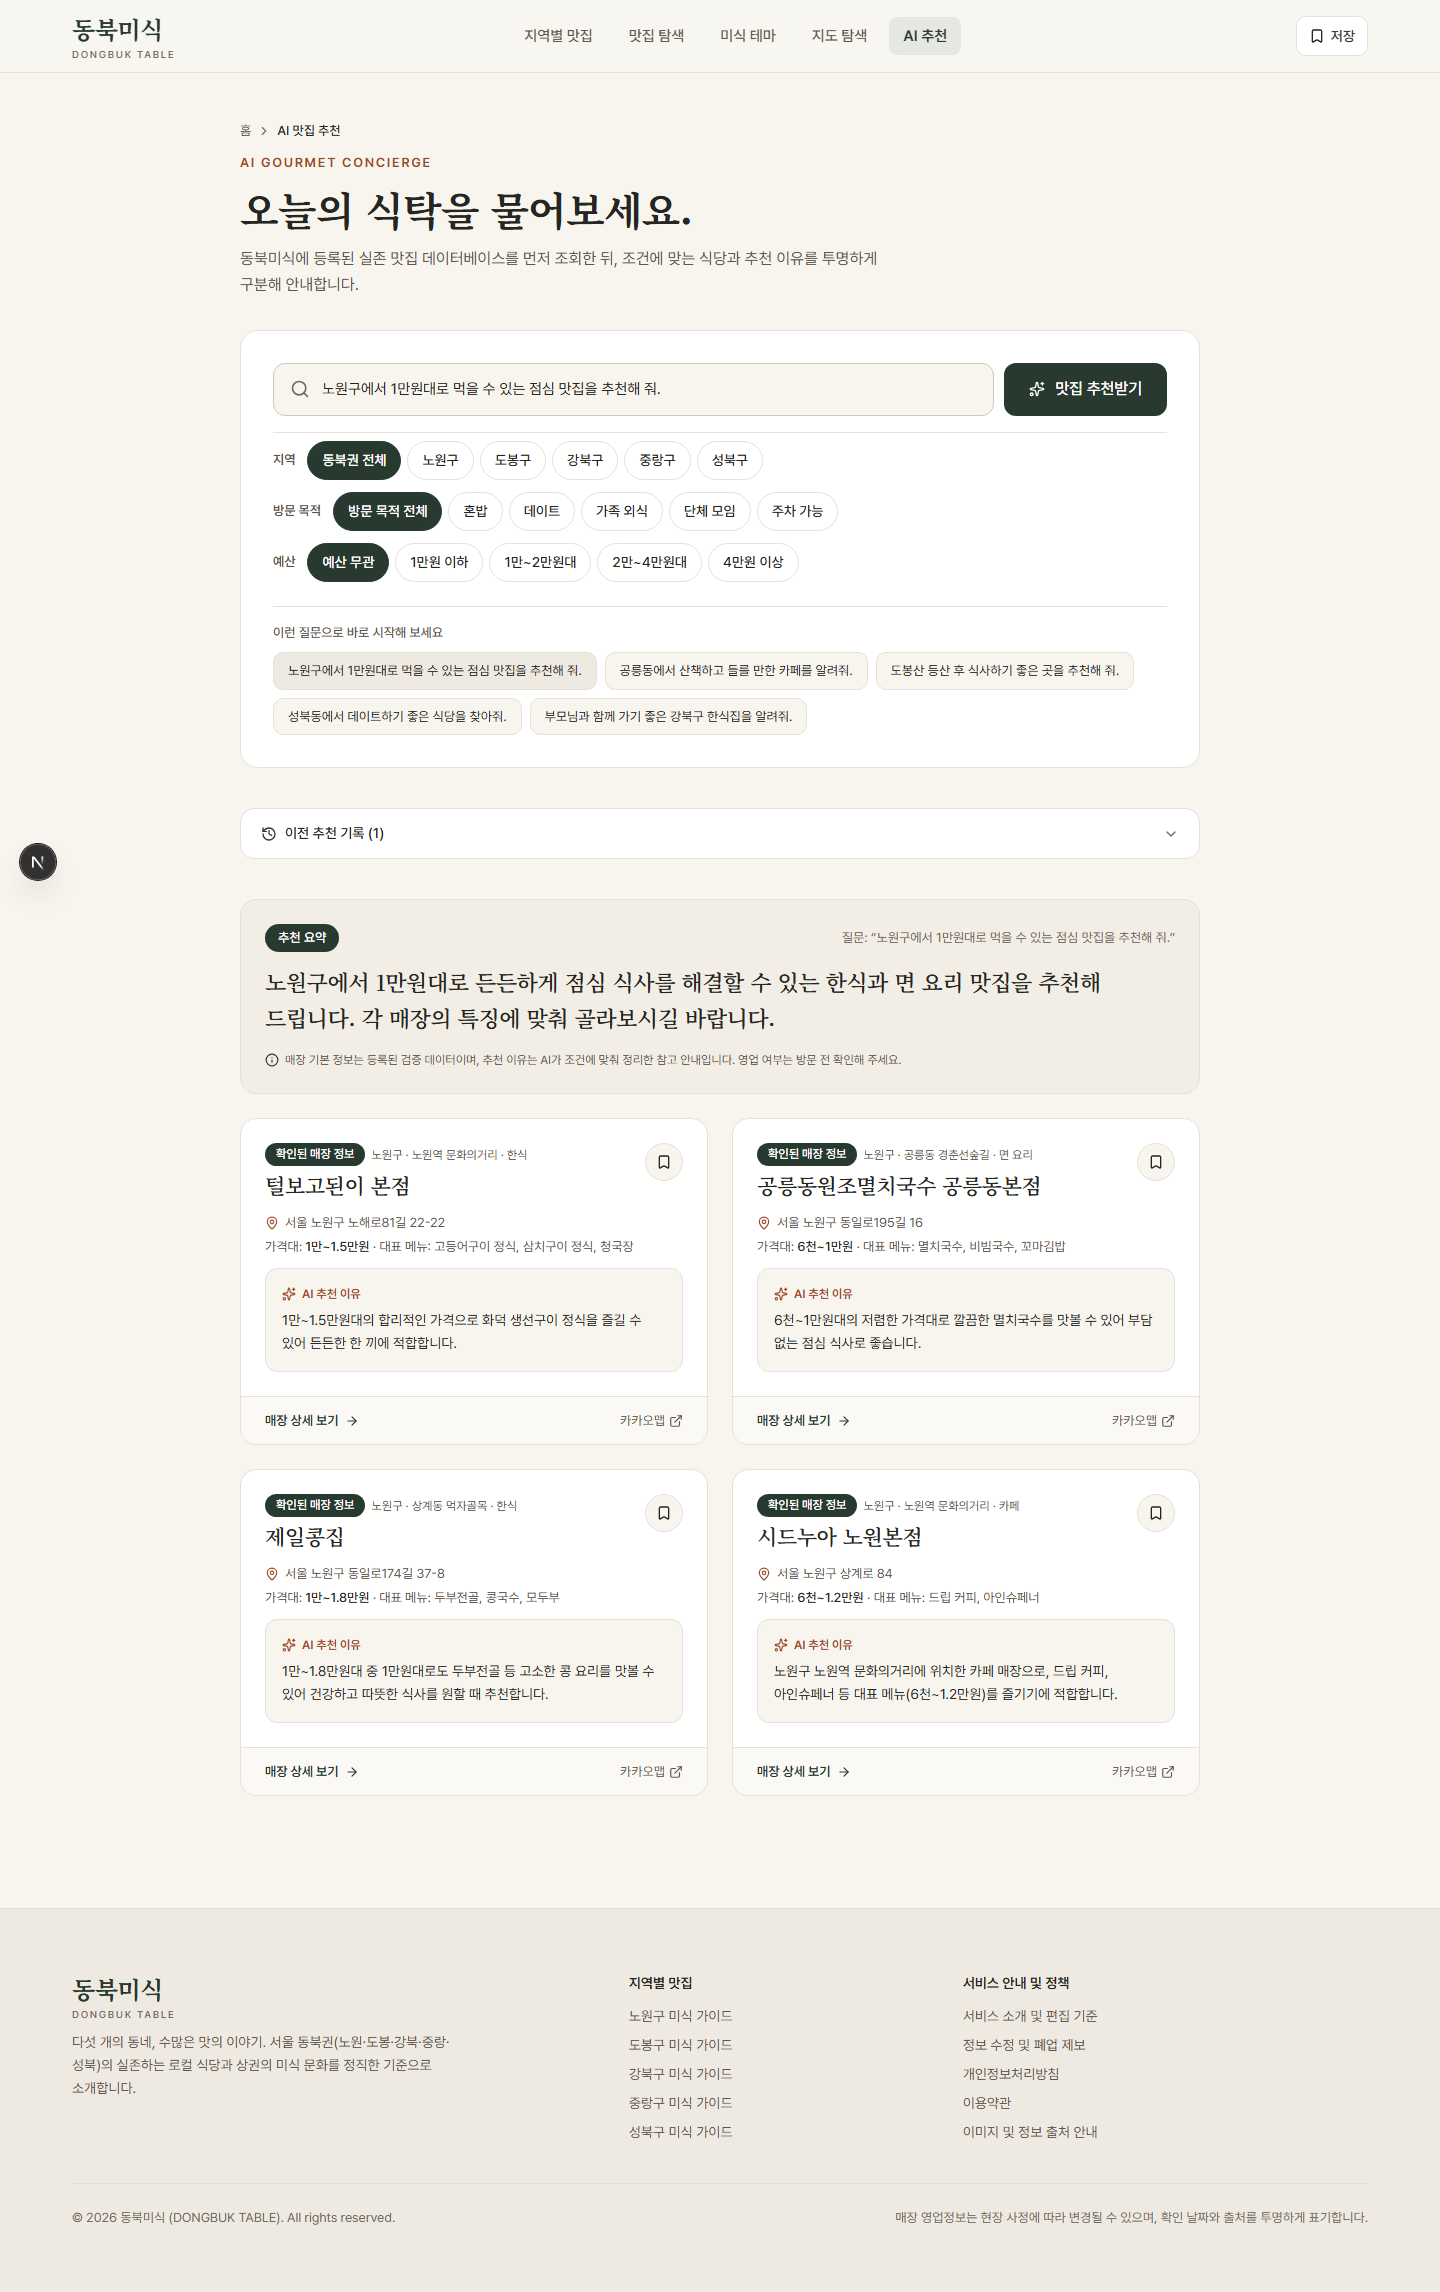 동북미식
DONGBUK TABLE
지역별 맛집
맛집 탐색
미식 테마
지도 탐색
AI 추천
저장
홈 > AI 맛집 추천
AI GOURMET CONCIERGE
오늘의 식탁을 물어보세요.
동북미식에 등록된 실존 맛집 데이터베이스를 먼저 조회한 뒤, 조건에 맞는 식당과 추천 이유를 투명하게
구분해 안내합니다.
노원구에서 1만원대로 먹을 수 있는 점심 맛집을 추천해 줘.
맛집 추천받기
지역 동북권 전체 노원구 도봉구 강북구 중랑구 성북구
방문 목적 방문 목적 전체 혼밥 데이트 가족 외식 단체 모임 주차 가능
예산 예산 무관 1만원 이하 1만~2만원대 2만~4만원대 4만원 이상
이런 질문으로 바로 시작해 보세요
노원구에서 1만원대로 먹을 수 있는 점심 맛집을 추천해 줘. 공릉동에서 산책하고 들를 만한 카페를 알려줘. 도봉산 등산 후 식사하기 좋은 곳을 추천해 줘.
성북동에서 데이트하기 좋은 식당을 찾아줘. 부모님과 함께 가기 좋은 강북구 한식집을 알려줘.
이전 추천 기록 (1)
N
추천 요약
질문: “노원구에서 1만원대로 먹을 수 있는 점심 맛집을 추천해 줘.”
노원구에서 1만원대로 든든하게 점심 식사를 해결할 수 있는 한식과 면 요리 맛집을 추천해
드립니다. 각 매장의 특징에 맞춰 골라보시길 바랍니다.
매장 기본 정보는 등록된 검증 데이터이며, 추천 이유는 AI가 조건에 맞춰 정리한 참고 안내입니다. 영업 여부는 방문 전 확인해 주세요.
확인된 매장 정보 노원구 · 노원역 문화의거리 · 한식
털보고된이 본점
서울 노원구 노해로81길 22-22
가격대: 1만~1.5만원 · 대표 메뉴: 고등어구이 정식, 삼치구이 정식, 청국장
AI 추천 이유
1만~1.5만원대의 합리적인 가격으로 화덕 생선구이 정식을 즐길 수
있어 든든한 한 끼에 적합합니다.
매장 상세 보기
카카오맵
확인된 매장 정보 노원구 · 공릉동 경춘선숲길 · 면 요리
공릉동원조멸치국수 공릉동본점
서울 노원구 동일로195길 16
가격대: 6천~1만원 · 대표 메뉴: 멸치국수, 비빔국수, 꼬마김밥
AI 추천 이유
6천~1만원대의 저렴한 가격대로 깔끔한 멸치국수를 맛볼 수 있어 부담
없는 점심 식사로 좋습니다.
매장 상세 보기
카카오맵
확인된 매장 정보 노원구 · 상계동 먹자골목 · 한식
제일콩집
서울 노원구 동일로174길 37-8
가격대: 1만~1.8만원 · 대표 메뉴: 두부전골, 콩국수, 모두부
AI 추천 이유
1만~1.8만원대 중 1만원대로도 두부전골 등 고소한 콩 요리를 맛볼 수
있어 건강하고 따뜻한 식사를 원할 때 추천합니다.
매장 상세 보기
카카오맵
확인된 매장 정보 노원구 · 노원역 문화의거리 · 카페
시드누아 노원본점
서울 노원구 상계로 84
가격대: 6천~1.2만원 · 대표 메뉴: 드립 커피, 아인슈페너
AI 추천 이유
노원구 노원역 문화의거리에 위치한 카페 매장으로, 드립 커피,
아인슈페너 등 대표 메뉴(6천~1.2만원)를 즐기기에 적합합니다.
매장 상세 보기
카카오맵
동북미식
DONGBUK TABLE
다섯 개의 동네, 수많은 맛의 이야기. 서울 동북권(노원·도봉·강북·중랑·
성북)의 실존하는 로컬 식당과 상권의 미식 문화를 정직한 기준으로
소개합니다.
지역별 맛집
노원구 미식 가이드
도봉구 미식 가이드
강북구 미식 가이드
중랑구 미식 가이드
성북구 미식 가이드
서비스 안내 및 정책
서비스 소개 및 편집 기준
정보 수정 및 폐업 제보
개인정보처리방침
이용약관
이미지 및 정보 출처 안내
© 2026 동북미식 (DONGBUK TABLE). All rights reserved.
매장 영업정보는 현장 사정에 따라 변경될 수 있으며, 확인 날짜와 출처를 투명하게 표기합니다.